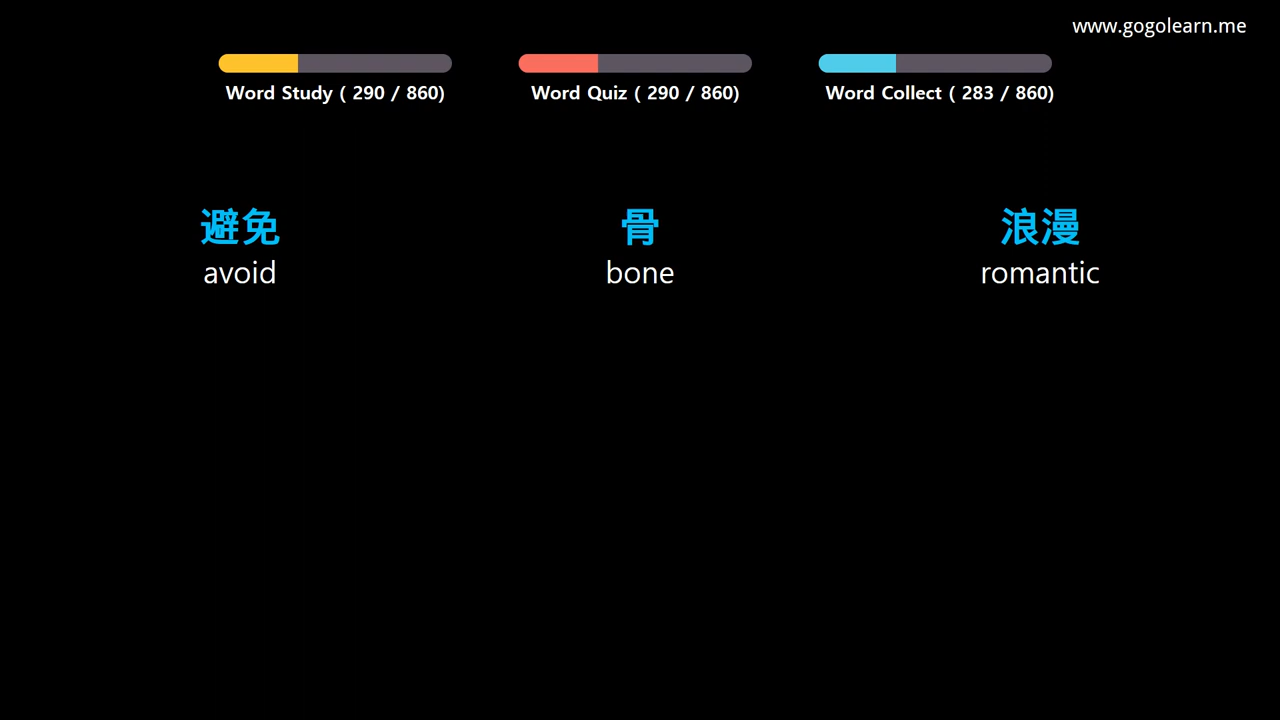 www.gogolearn.me
Word Study ( 290 / 860)
Word Quiz ( 290 / 860)
Word Collect ( 283 / 860)
避免
avoid
骨
bone
浪漫
romantic